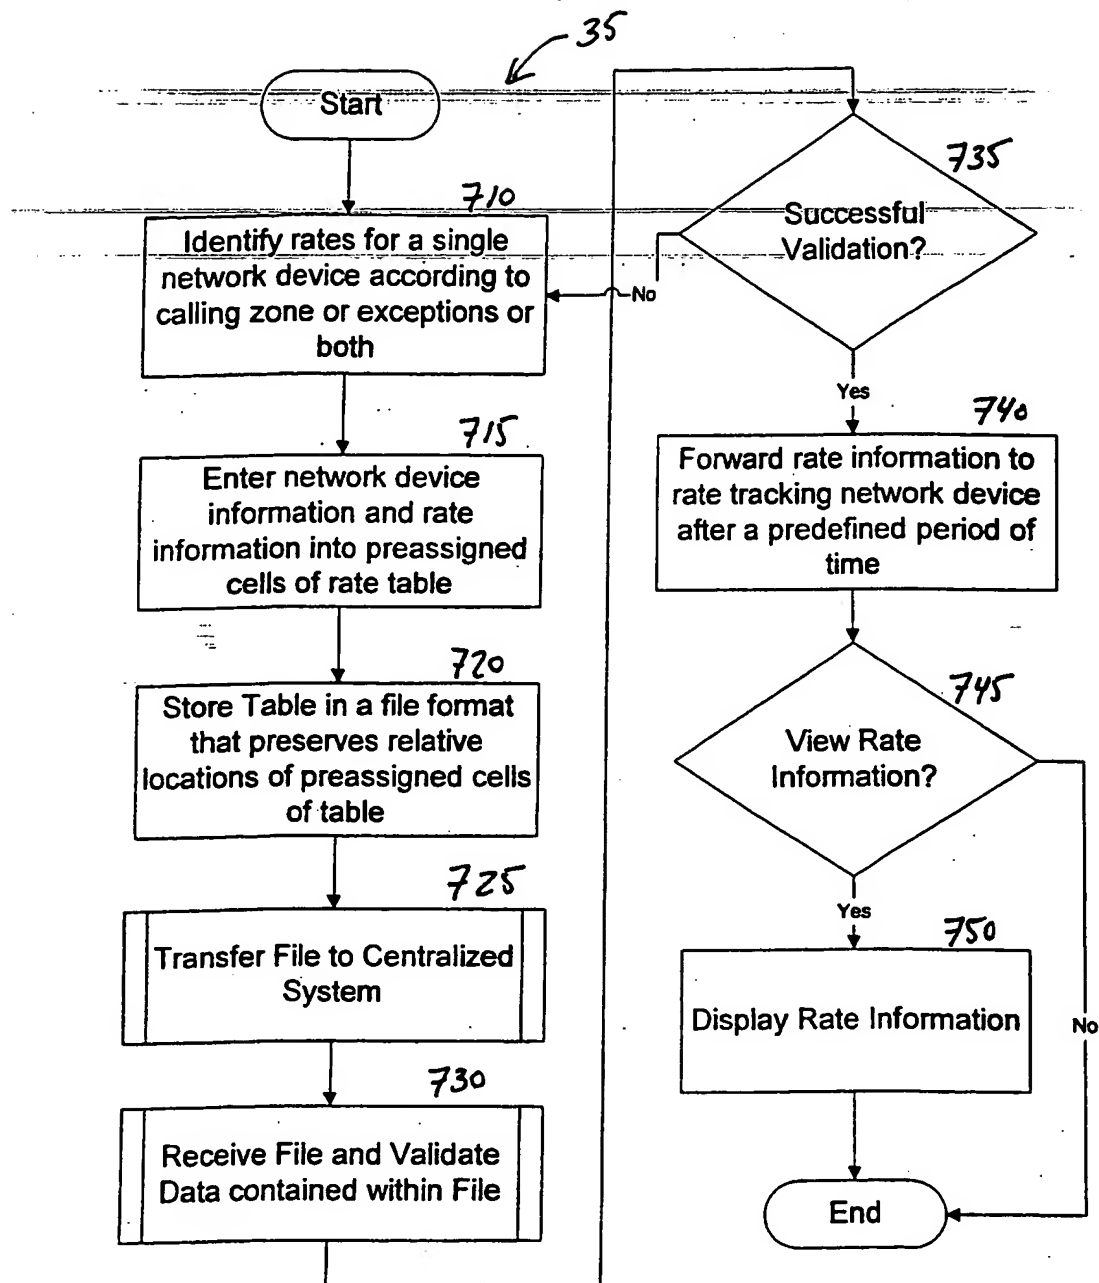 35
Start
710
Identify rates for a single
network device according to
calling zone or exceptions or
both
715
Enter network device
information and rate
information into preassigned
cells of rate table
720
Store Table in a file format
that preserves relative
locations of preassigned cells
of table
725
Transfer File to Centralized
System
730
Receive File and Validate
Data contained within File
735
Successful
Validation?
No
Yes
740
Forward rate information to
rate tracking network device
after a predefined period of
time
745
View Rate
Information?
Yes
No
750
Display Rate Information
End